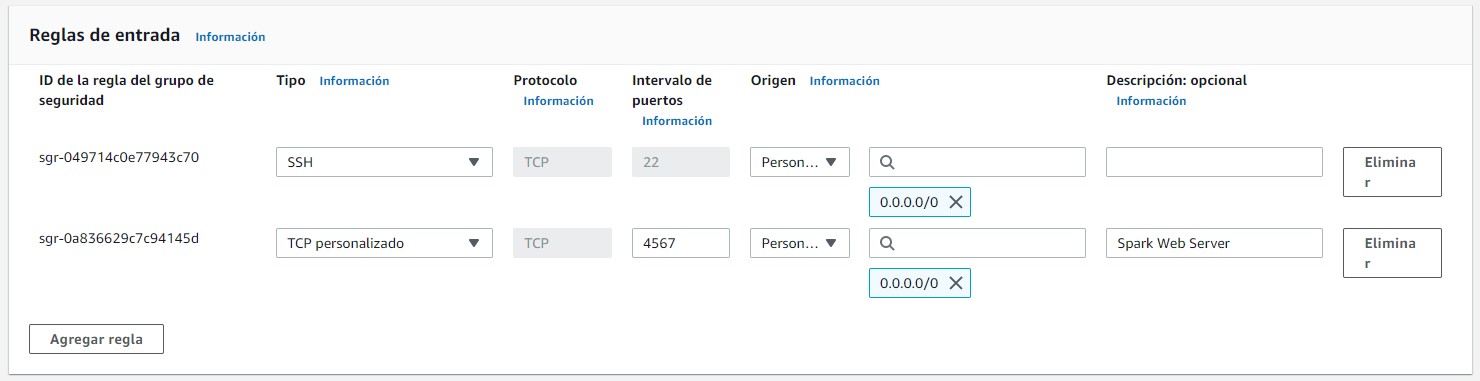 Reglas de entrada Información
ID de la regla del grupo de seguridad
Tipo Información
Protocolo Información
Intervalo de puertos Información
Origen Información
Descripción: opcional Información
sgr-049714c0e77943c70 SSH TCP 22 Person... Eliminar
0.0.0.0/0
sgr-0a836629c7c94145d TCP personalizado TCP 4567 Person... Spark Web Server Eliminar
0.0.0.0/0
Agregar regla